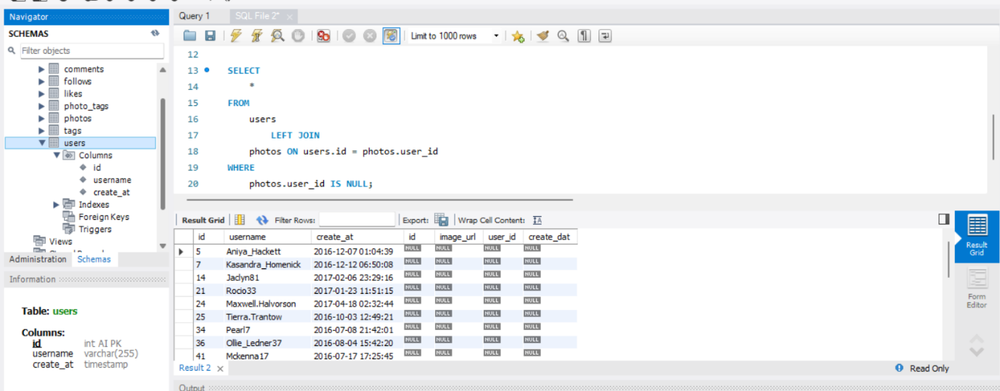 Navigator
SCHEMAS
Filter objects
comments
follows
likes
photo_tags
photos
tags
users
Columns
id
username
create_at
Indexes
Foreign Keys
Triggers
Views
Administration Schemas
Information
Table: users
Columns:
id int AI PK
username varchar(255)
create_at timestamp
Query 1 SQL File 2* ×
Limit to 1000 rows
12
13 SELECT
14 *
15 FROM
16 users
17 LEFT JOIN
18 photos ON users.id = photos.user_id
19 WHERE
20 photos.user_id IS NULL;
Result Grid Filter Rows: Export: Wrap Cell Content:
id username create_at id image_url user_id create_dat
5 Aniya_Hackett 2016-12-07 01:04:39 NULL NULL NULL NULL
7 Kasandra_Homenick 2016-12-12 06:50:08 NULL NULL NULL NULL
14 Jaclyn81 2017-02-06 23:29:16 NULL NULL NULL NULL
21 Rocio33 2017-01-23 11:51:15 NULL NULL NULL NULL
24 Maxwell.Halvorson 2017-04-18 02:32:44 NULL NULL NULL NULL
25 Tierra.Trantow 2016-10-03 12:49:21 NULL NULL NULL NULL
34 Pearl7 2016-07-08 21:42:01 NULL NULL NULL NULL
36 Ollie_Ledner37 2016-08-04 15:42:20 NULL NULL NULL NULL
41 Mckenna17 2016-07-17 17:25:45 NULL NULL NULL NULL
Result 2 ×
Read Only
Result
Grid
Form
Editor
Output